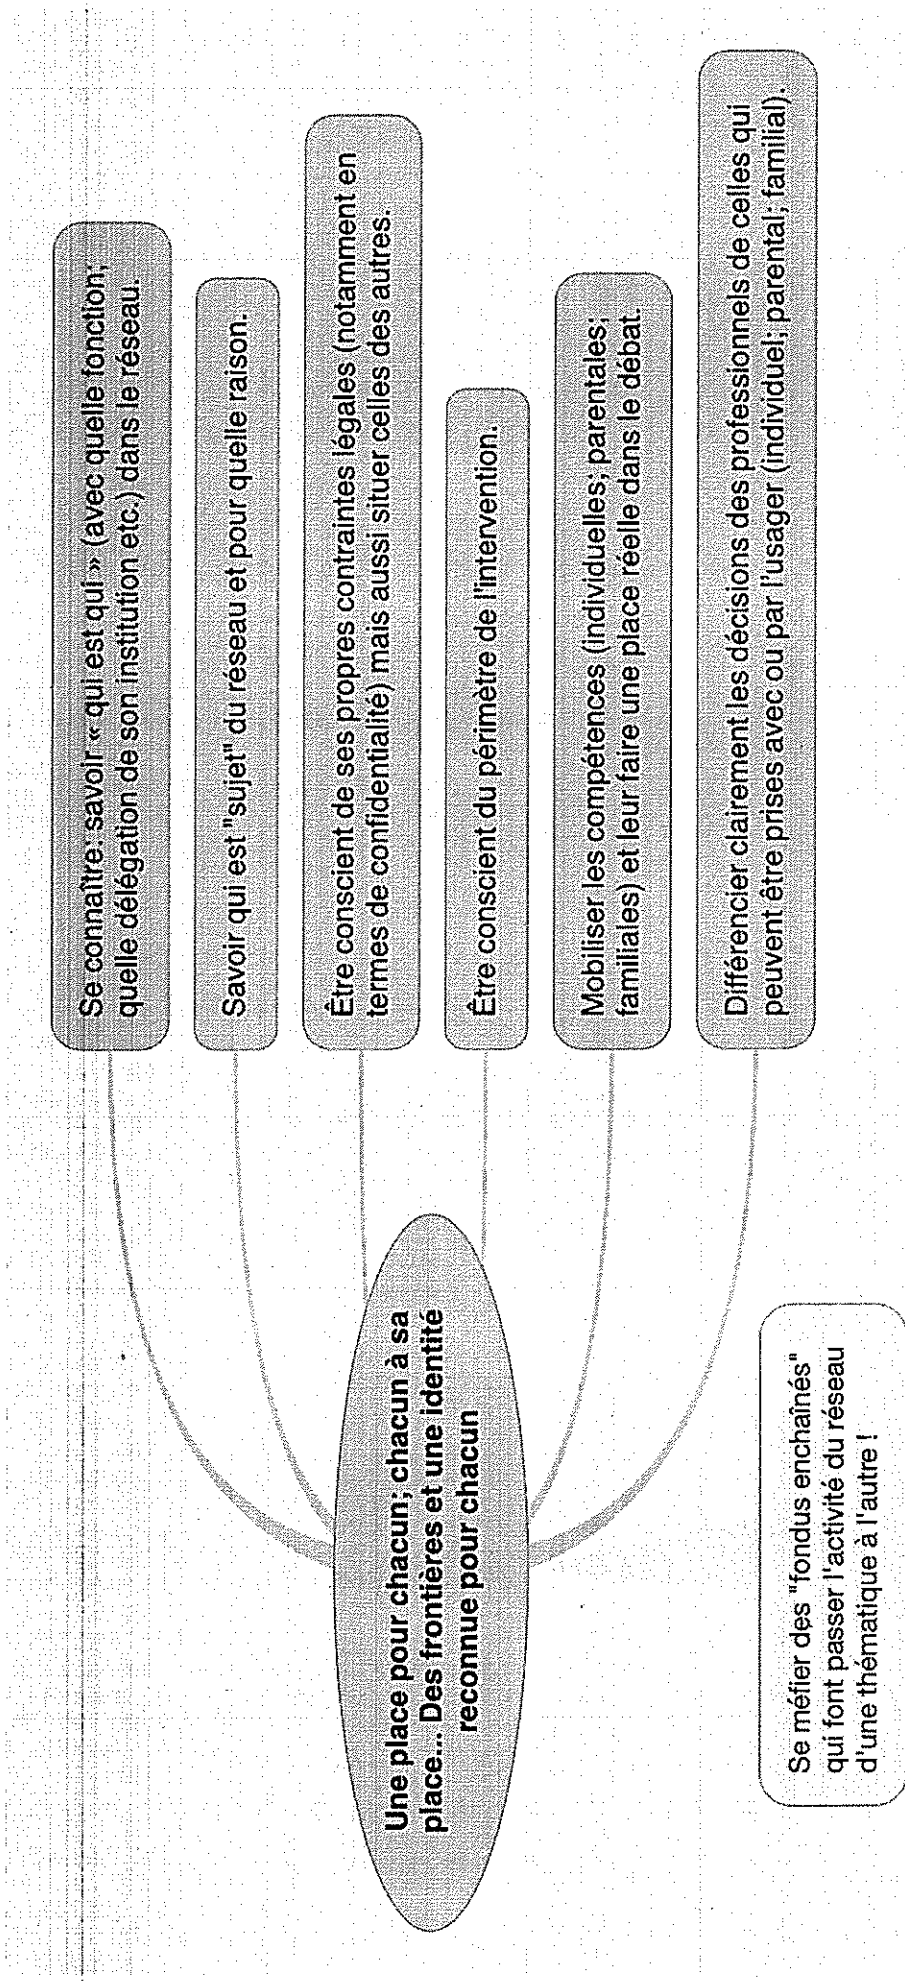 Une place pour chacun; chacun à sa
place... Des frontières et une identité
reconnue pour chacun
Se connaître: savoir « qui est qui » (avec quelle fonction;
quelle délégation de son institution etc.) dans le réseau.
Savoir qui est "sujet" du réseau et pour quelle raison.
Être conscient de ses propres contraintes légales (notamment en
termes de confidentialité) mais aussi situer celles des autres.
Être conscient du périmètre de l'intervention.
Mobiliser les compétences (individuelles; parentales;
familiales) et leur faire une place réelle dans le débat.
Différencier clairement les décisions des professionnels de celles qui
peuvent être prises avec ou par l'usager (individuel; parental; familial).
Se méfier des "fondus enchaînés"
qui font passer l'activité du réseau
d'une thématique à l'autre !